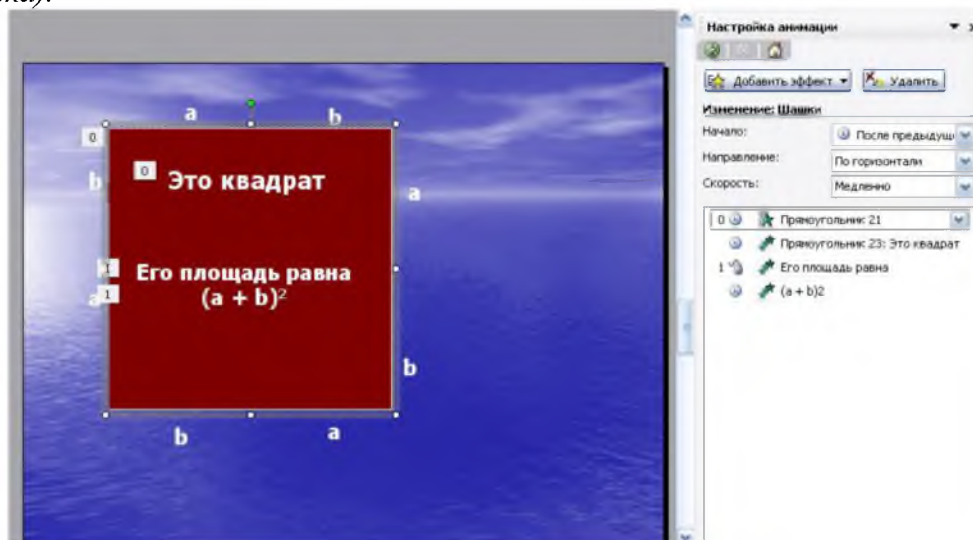 a b
0
0
Это квадрат
b
a
1
Его площадь равна
a
1
(a + b)²
b
b
a
Настройка анимации
Добавить эффект
Удалить
Изменение: Шашки
Начало:
После предыдущ
Направление:
По горизонтали
Скорость:
Медленно
0 Прямоугольник 21
Прямоугольник 23: Это квадрат
1 Его площадь равна
(a + b)2